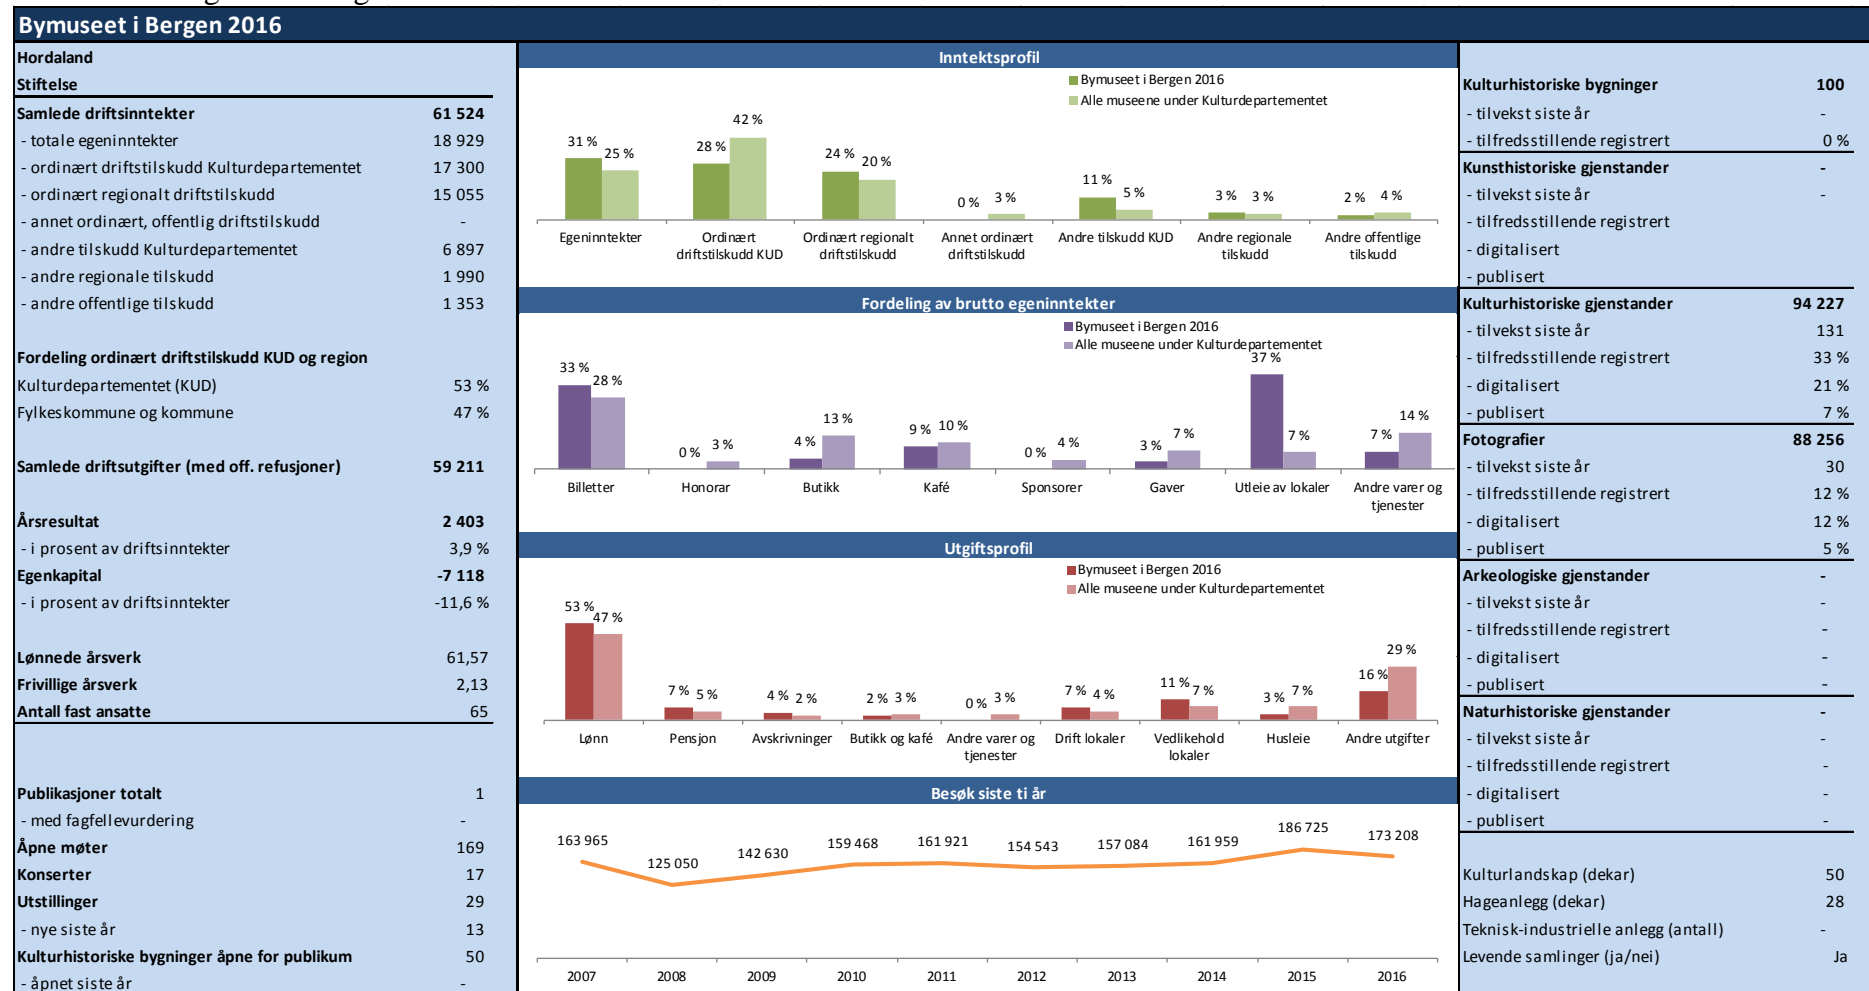 Bymuseet i Bergen 2016
Hordaland
Stiftelse
Samlede driftsinntekter 61 524
- totale egeninntekter 18 929
- ordinært driftstilskudd Kulturdepartementet 17 300
- ordinært regionalt driftstilskudd 15 055
- annet ordinært, offentlig driftstilskudd -
- andre tilskudd Kulturdepartementet 6 897
- andre regionale tilskudd 1 990
- andre offentlige tilskudd 1 353
Fordeling ordinært driftstilskudd KUD og region
Kulturdepartementet (KUD) 53 %
Fylkeskommune og kommune 47 %
Samlede driftsutgifter (med off. refusjoner) 59 211
Årsresultat 2 403
- i prosent av driftsinntekter 3,9 %
Egenkapital -7 118
- i prosent av driftsinntekter -11,6 %
Lønnede årsverk 61,57
Frivillige årsverk 2,13
Antall fast ansatte 65
Publikasjoner totalt 1
- med fagfellevurdering -
Åpne møter 169
Konserter 17
Utstillinger 29
- nye siste år 13
Kulturhistoriske bygninger åpne for publikum 50
- åpnet siste år -
Inntektsprofil
Bymuseet i Bergen 2016
Alle museene under Kulturdepartementet
31 % 25 % 28 % 42 % 24 % 20 % 0 % 3 % 11 % 5 % 3 % 3 % 2 % 4 %
Egeninntekter Ordinært Ordinært regionalt Annet ordinært Andre tilskudd KUD Andre regionale Andre offentlige
driftstilskudd KUD driftstilskudd driftstilskudd tilskudd tilskudd
Fordeling av brutto egeninntekter
Bymuseet i Bergen 2016
Alle museene under Kulturdepartementet
33 % 28 % 0 % 3 % 4 % 13 % 9 % 10 % 0 % 4 % 3 % 7 % 37 % 7 % 7 % 14 %
Billetter Honorar Butikk Kafé Sponsorer Gaver Utleie av lokaler Andre varer og
tjenester
Utgiftsprofil
Bymuseet i Bergen 2016
Alle museene under Kulturdepartementet
53 % 47 % 7 % 5 % 4 % 2 % 2 % 3 % 0 % 3 % 7 % 4 % 11 % 7 % 3 % 7 % 16 % 29 %
Lønn Pensjon Avskrivninger Butikk og kafé Andre varer og Drift lokaler Vedlikehold Husleie Andre utgifter
tjenester lokaler
Besøk siste ti år
163 965 125 050 142 630 159 468 161 921 154 543 157 084 161 959 186 725 173 208
2007 2008 2009 2010 2011 2012 2013 2014 2015 2016
Kulturhistoriske bygninger 100
- tilvekst siste år -
- tilfredsstillende registrert 0 %
Kunsthistoriske gjenstander -
- tilvekst siste år -
- tilfredsstillende registrert
- digitalisert
- publisert
Kulturhistoriske gjenstander 94 227
- tilvekst siste år 131
- tilfredsstillende registrert 33 %
- digitalisert 21 %
- publisert 7 %
Fotografier 88 256
- tilvekst siste år 30
- tilfredsstillende registrert 12 %
- digitalisert 12 %
- publisert 5 %
Arkeologiske gjenstander -
- tilvekst siste år -
- tilfredsstillende registrert -
- digitalisert -
- publisert -
Naturhistoriske gjenstander -
- tilvekst siste år -
- tilfredsstillende registrert -
- digitalisert -
- publisert -
Kulturlandskap (dekar) 50
Hageanlegg (dekar) 28
Teknisk-industrielle anlegg (antall) -
Levende samlinger (ja/nei) Ja